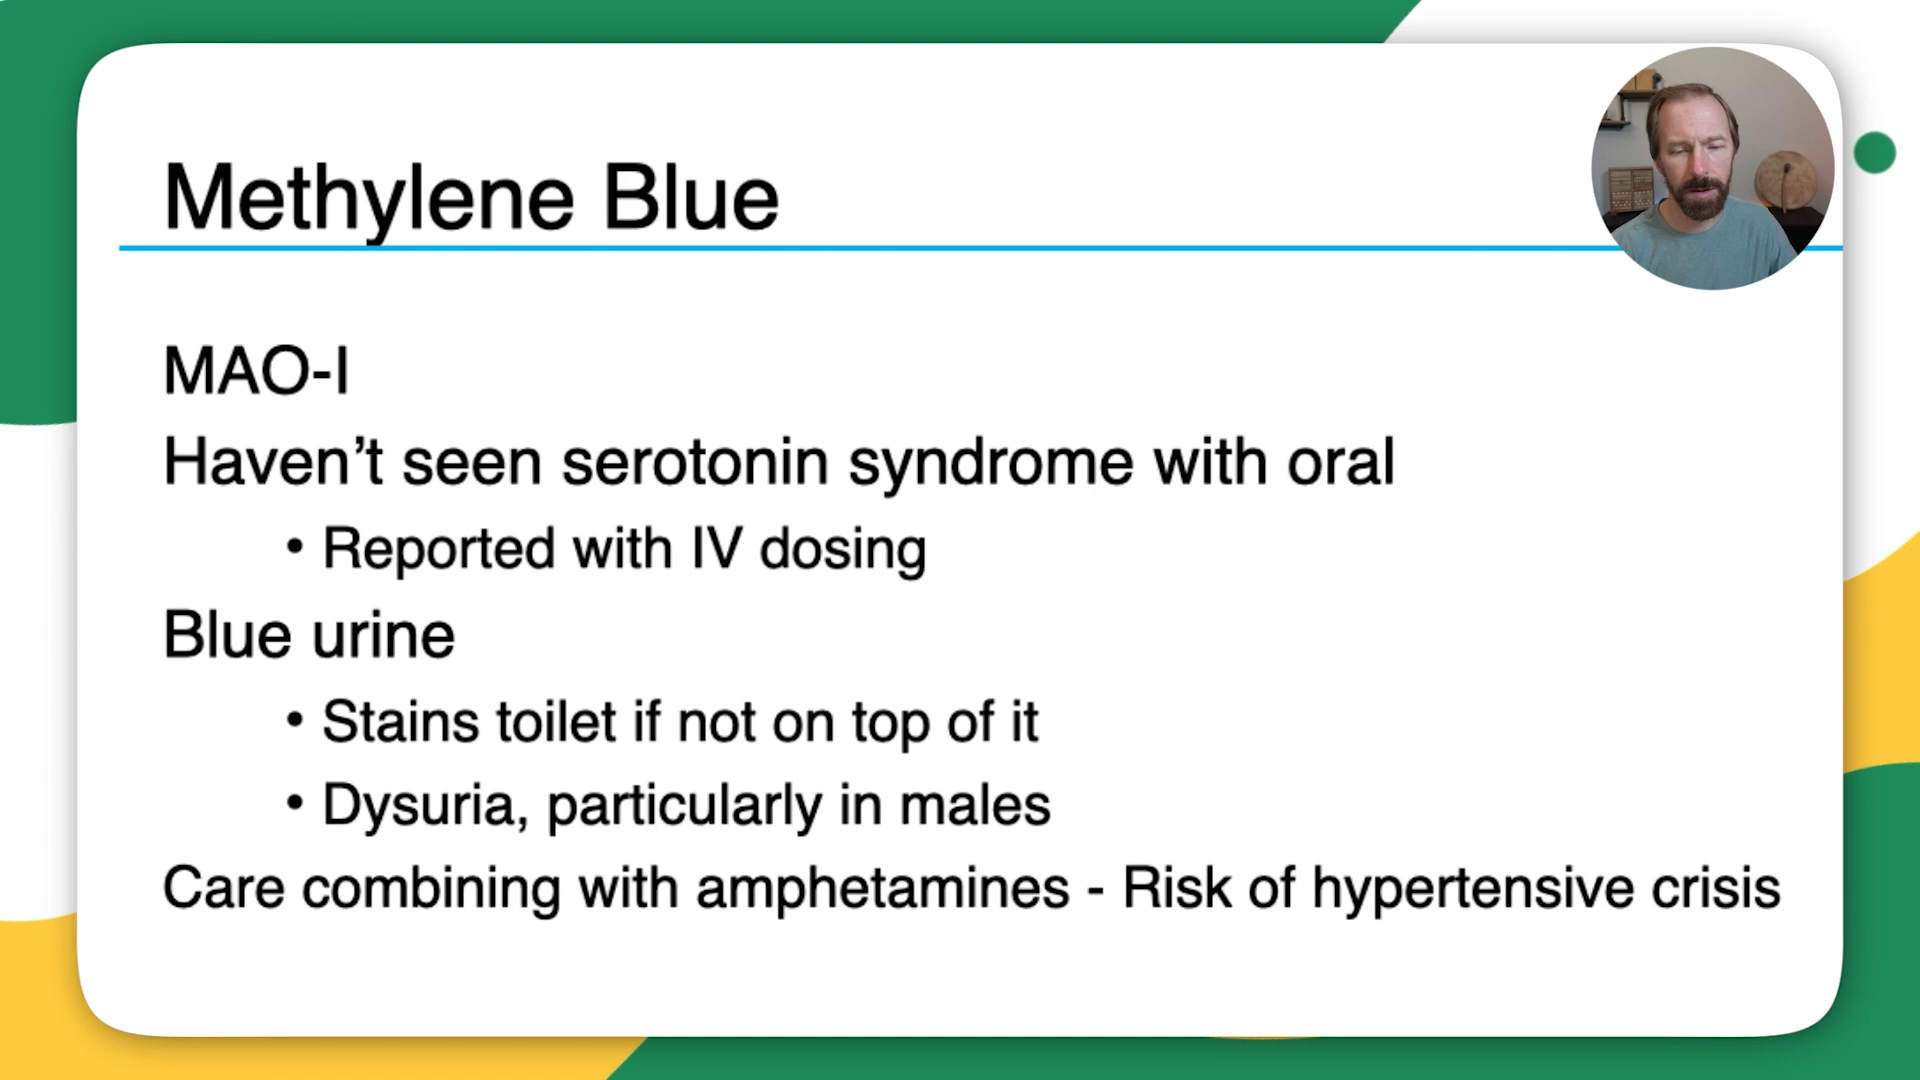 Methylene Blue
MAO-I
Haven’t seen serotonin syndrome with oral
• Reported with IV dosing
Blue urine
• Stains toilet if not on top of it
• Dysuria, particularly in males
Care combining with amphetamines - Risk of hypertensive crisis